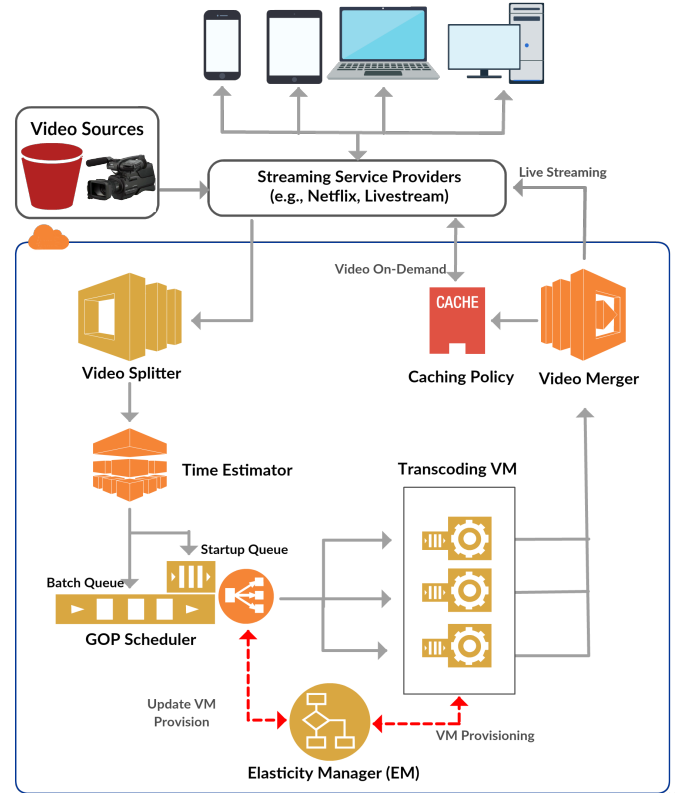 Video Sources
Streaming Service Providers
(e.g., Netflix, Livestream)
Live Streaming
Video On-Demand
CACHE
Video Splitter
Caching Policy
Video Merger
Time Estimator
Transcoding VM
Startup Queue
Batch Queue
GOP Scheduler
Update VM
Provision
VM Provisioning
Elasticity Manager (EM)